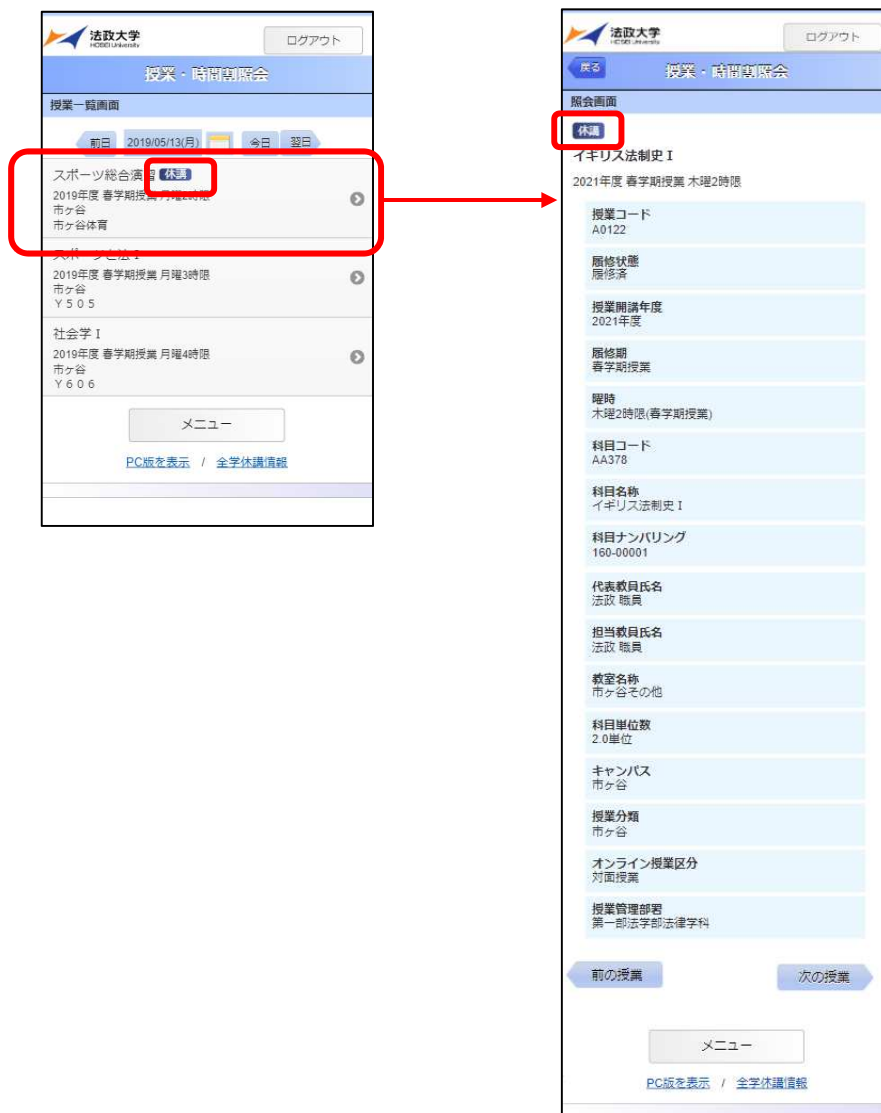 法政大学
HOSEI University
ログアウト
授業・時間割照会
授業一覧画面
前日 2019/05/13(月) 今日 翌日
スポーツ総合演習 休講
2019年度 春学期授業 月曜2時限
市ヶ谷
市ヶ谷体育
スポーツと法 I
2019年度 春学期授業 月曜3時限
市ヶ谷
Y505
社会学 I
2019年度 春学期授業 月曜4時限
市ヶ谷
Y606
メニュー
PC版を表示 / 全学休講情報
法政大学
HOSEI University
ログアウト
戻る 授業・時間割照会
照会画面
休講
イギリス法制史 I
2021年度 春学期授業 木曜2時限
授業コード
A0122
履修状態
履修済
授業開講年度
2021年度
履修期
春学期授業
曜時
木曜2時限(春学期授業)
科目コード
AA378
科目名称
イギリス法制史 I
科目ナンバリング
160-00001
代表教員氏名
法政 職員
担当教員氏名
法政 職員
教室名称
市ヶ谷その他
科目単位数
2.0単位
キャンパス
市ヶ谷
授業分類
市ヶ谷
オンライン授業区分
対面授業
授業管理部署
第一部法学部法律学科
前の授業 次の授業
メニュー
PC版を表示 / 全学休講情報